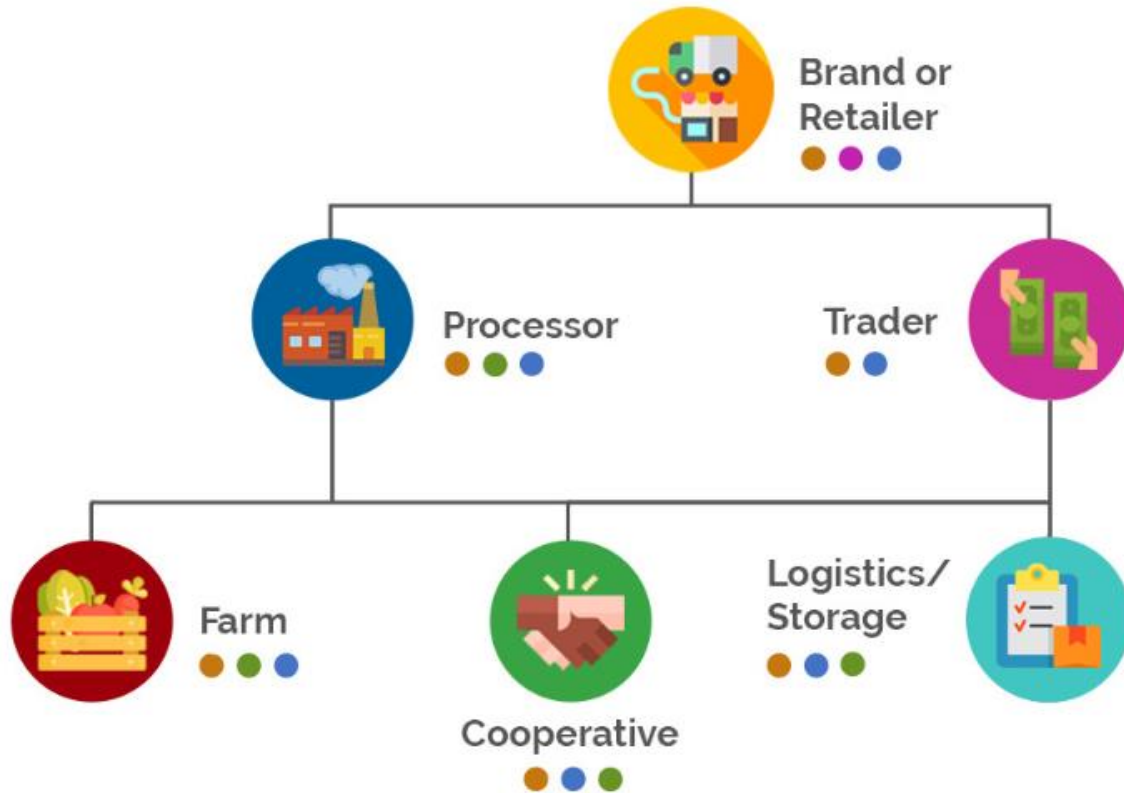 Brand or
Retailer
Processor
Trader
Farm
Cooperative
Logistics/
Storage